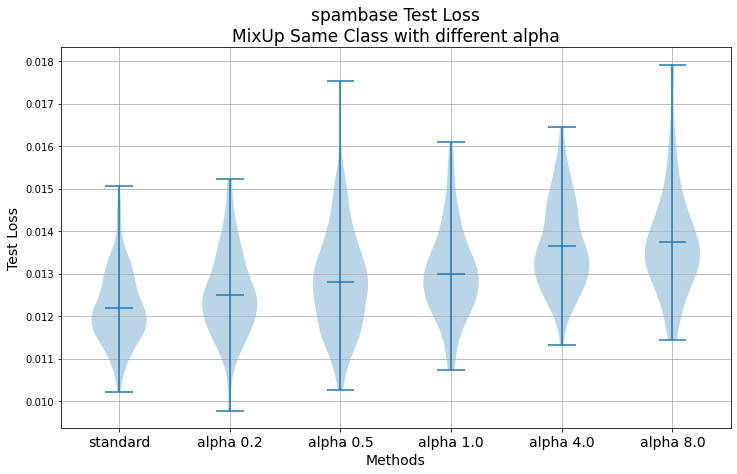 spambase Test Loss
MixUp Same Class with different alpha
0.018
0.017
0.016
0.015
0.014
0.013
0.012
0.011
0.010
Test Loss
standard alpha 0.2 alpha 0.5 alpha 1.0 alpha 4.0 alpha 8.0
Methods